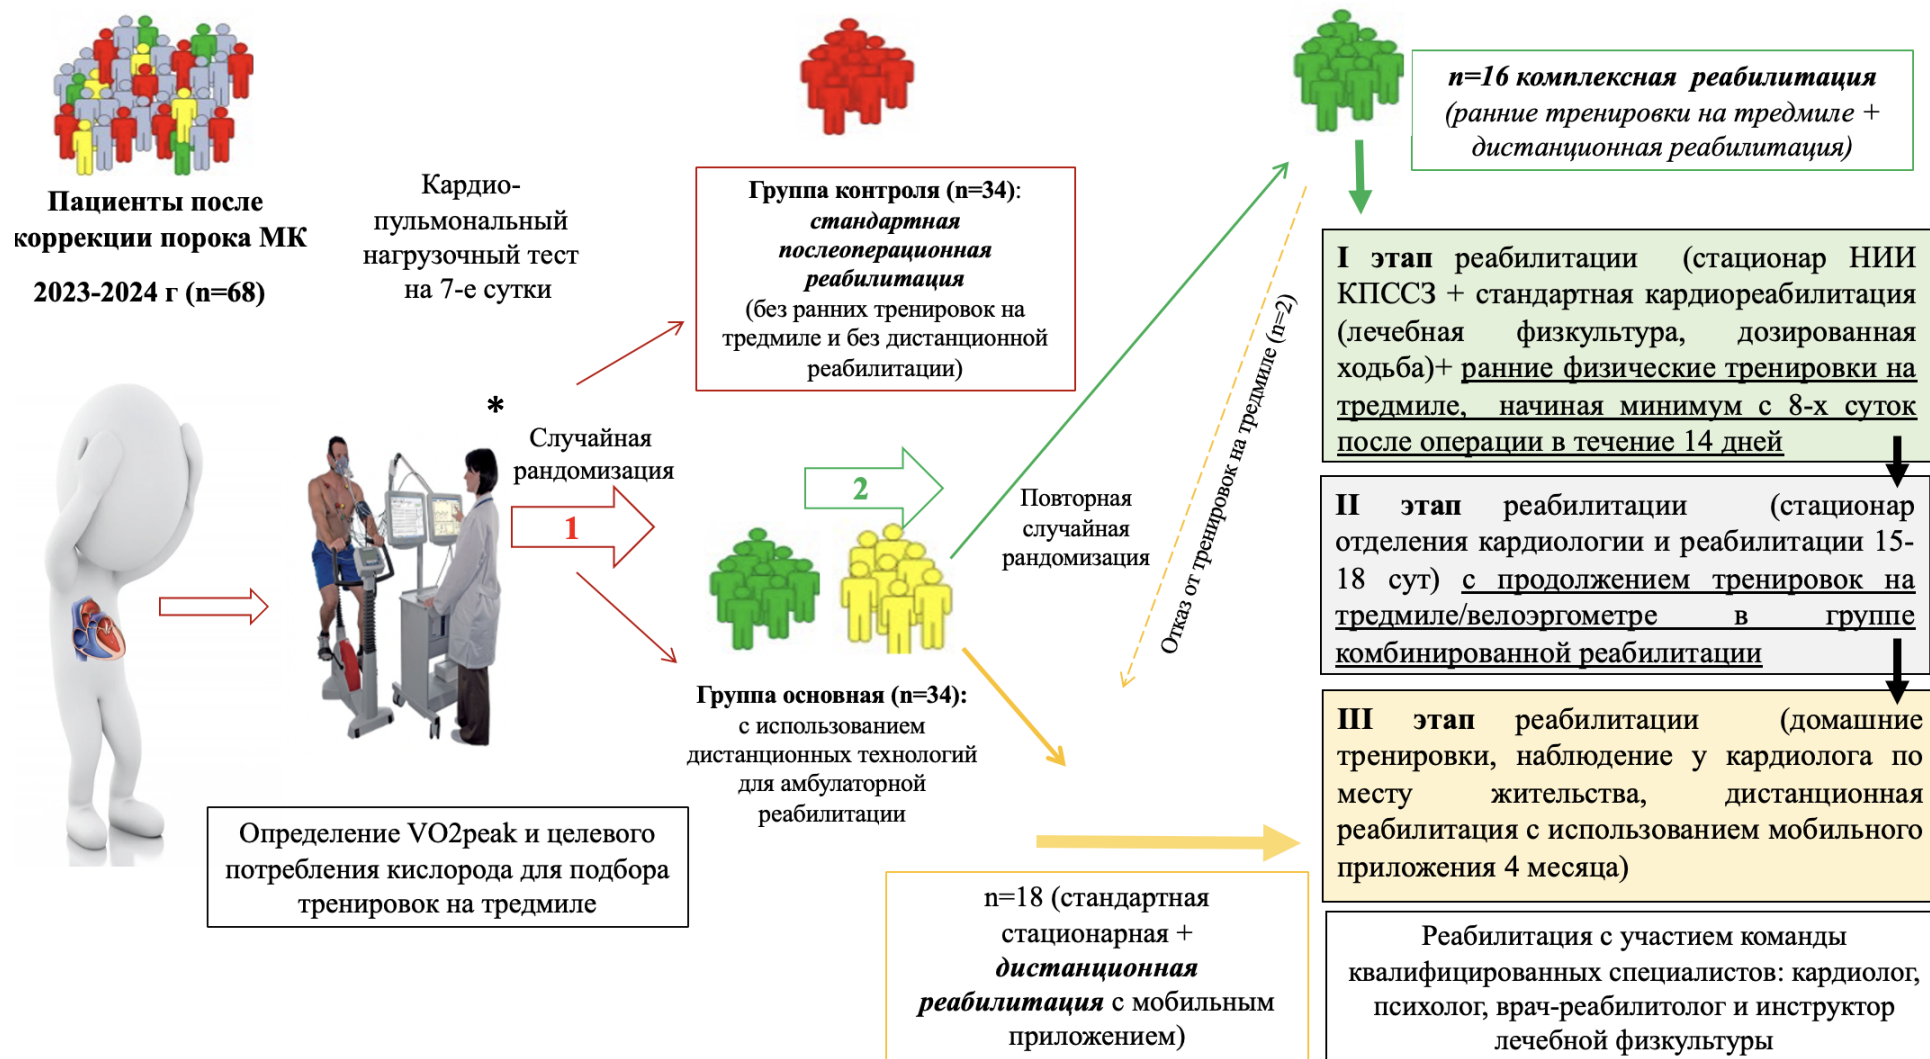 Пациенты после
коррекции порока МК
2023-2024 г (n=68)
Кардио-
пульмональный
нагрузочный тест
на 7-е сутки
*
Определение VO2peak и целевого
потребления кислорода для подбора
тренировок на тредмиле
Случайная
рандомизация
1
Группа контроля (n=34):
стандартная
послеоперационная
реабилитация
(без ранних тренировок на
тредмиле и без дистанционной
реабилитации)
2
Группа основная (n=34):
с использованием
дистанционных технологий
для амбулаторной
реабилитации
Повторная
случайная
рандомизация
Отказ от тренировок на тредмиле (n=2)
n=18 (стандартная
стационарная +
дистанционная
реабилитация с мобильным
приложением)
n=16 комплексная реабилитация
(ранние тренировки на тредмиле +
дистанционная реабилитация)
I этап реабилитации (стационар НИИ
КПССЗ + стандартная кардиореабилитация
(лечебная физкультура, дозированная
ходьба)+ ранние физические тренировки на
тредмиле, начиная минимум с 8-х суток
после операции в течение 14 дней
II этап реабилитации (стационар
отделения кардиологии и реабилитации 15-
18 сут) с продолжением тренировок на
тредмиле/велоэргометре в группе
комбинированной реабилитации
III этап реабилитации (домашние
тренировки, наблюдение у кардиолога по
месту жительства, дистанционная
реабилитация с использованием мобильного
приложения 4 месяца)
Реабилитация с участием команды
квалифицированных специалистов: кардиолог,
психолог, врач-реабилитолог и инструктор
лечебной физкультуры